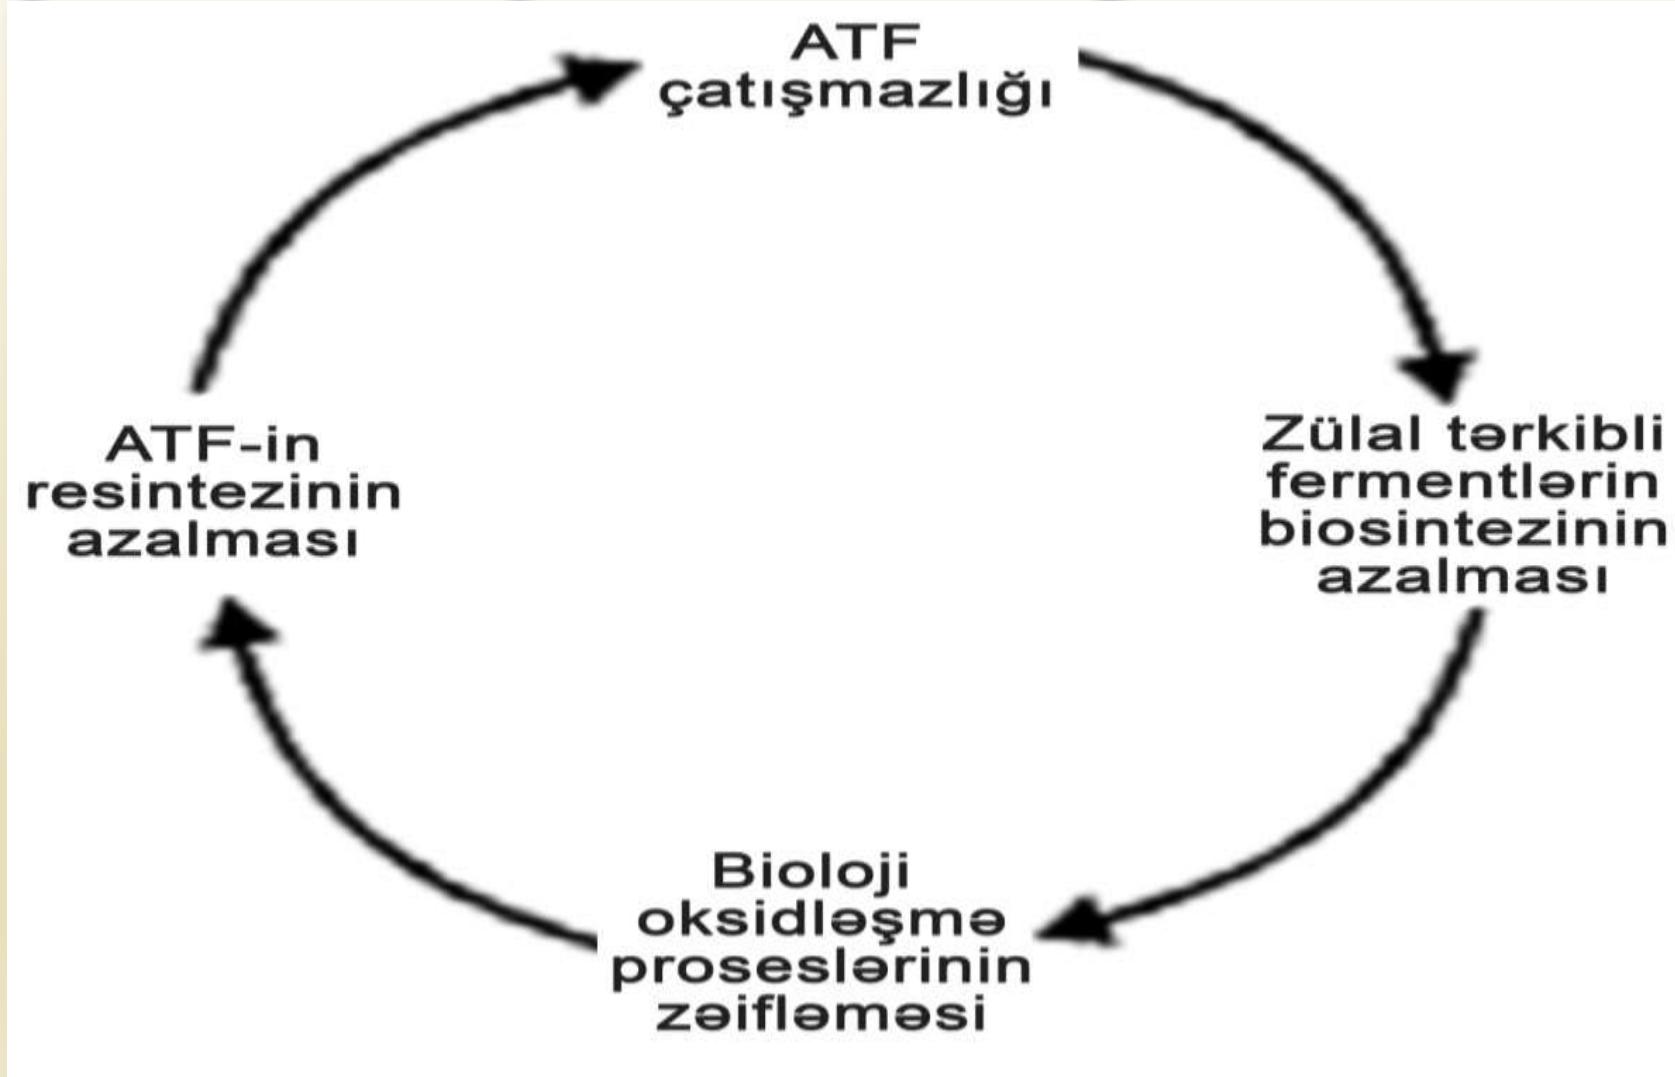 ATF
çatışmazlığı
Zülal tərkibli
fermentlərin
biosintezinin
azalması
Bioloji
oksidləşmə
proseslərinin
zəifləməsi
ATF-in
resintezinin
azalması